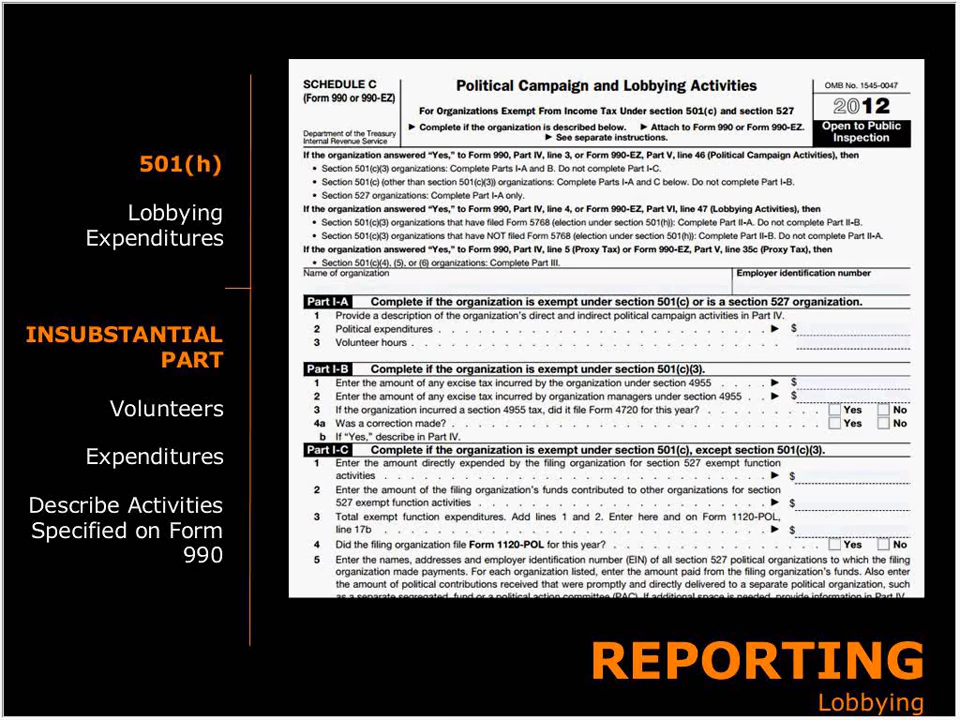 501(h)
Lobbying
Expenditures
INSUBSTANTIAL
PART
Volunteers
Expenditures
Describe Activities
Specified on Form
990
SCHEDULE C
(Form 990 or 990-EZ)
Department of the Treasury
Internal Revenue Service
Political Campaign and Lobbying Activities
For Organizations Exempt From Income Tax Under section 501(c) and section 527
► Complete if the organization is described below. ► Attach to Form 990 or Form 990-EZ.
► See separate instructions.
OMB No. 1545-0047
2012
Open to Public
Inspection
If the organization answered “Yes,” to Form 990, Part IV, line 3, or Form 990-EZ, Part V, line 46 (Political Campaign Activities), then
• Section 501(c)(3) organizations: Complete Parts I-A and B. Do not complete Part I-C.
• Section 501(c) (other than section 501(c)(3)) organizations: Complete Parts I-A and C below. Do not complete Part I-B.
• Section 527 organizations: Complete Part I-A only.
If the organization answered “Yes,” to Form 990, Part IV, line 4, or Form 990-EZ, Part VI, line 47 (Lobbying Activities), then
• Section 501(c)(3) organizations that have filed Form 5768 (election under section 501(h)): Complete Part II-A. Do not complete Part II-B.
• Section 501(c)(3) organizations that have NOT filed Form 5768 (election under section 501(h)): Complete Part II-B. Do not complete Part II-A.
If the organization answered “Yes,” to Form 990, Part IV, line 5 (Proxy Tax) or Form 990-EZ, Part V, line 35c (Proxy Tax), then
• Section 501(c)(4), (5), or (6) organizations: Complete Part III.
Name of organization
Employer identification number
Part I-A Complete if the organization is exempt under section 501(c) or is a section 527 organization.
1 Provide a description of the organization’s direct and indirect political campaign activities in Part IV.
2 Political expenditures . . . . . . . . . . . . . . . . . . . . . . . ► $
3 Volunteer hours . . . . . . . . . . . . . . . . . . . . . . . . . .
Part I-B Complete if the organization is exempt under section 501(c)(3).
1 Enter the amount of any excise tax incurred by the organization under section 4955 . . . . ► $
2 Enter the amount of any excise tax incurred by organization managers under section 4955 . . ► $
3 If the organization incurred a section 4955 tax, did it file Form 4720 for this year? . . . . . . . . . Yes No
4a Was a correction made? . . . . . . . . . . . . . . . . . . . . . . . . . Yes No
b If “Yes,” describe in Part IV.
Part I-C Complete if the organization is exempt under section 501(c), except section 501(c)(3).
1 Enter the amount directly expended by the filing organization for section 527 exempt function
activities . . . . . . . . . . . . . . . . . . . . . . . . . . ► $
2 Enter the amount of the filing organization’s funds contributed to other organizations for section
527 exempt function activities . . . . . . . . . . . . . . . . . . . ► $
3 Total exempt function expenditures. Add lines 1 and 2. Enter here and on Form 1120-POL,
line 17b . . . . . . . . . . . . . . . . . . . . . . . . . . ► $
4 Did the filing organization file Form 1120-POL for this year? . . . . . . . . . . . . . . . Yes No
5 Enter the names, addresses and employer identification number (EIN) of all section 527 political organizations to which the filing
organization made payments. For each organization listed, enter the amount paid from the filing organization’s funds. Also enter
the amount of political contributions received that were promptly and directly delivered to a separate political organization, such
as a separate segregated fund or a political action committee (PAC). If additional space is needed, provide information in Part IV.
REPORTING
Lobbying